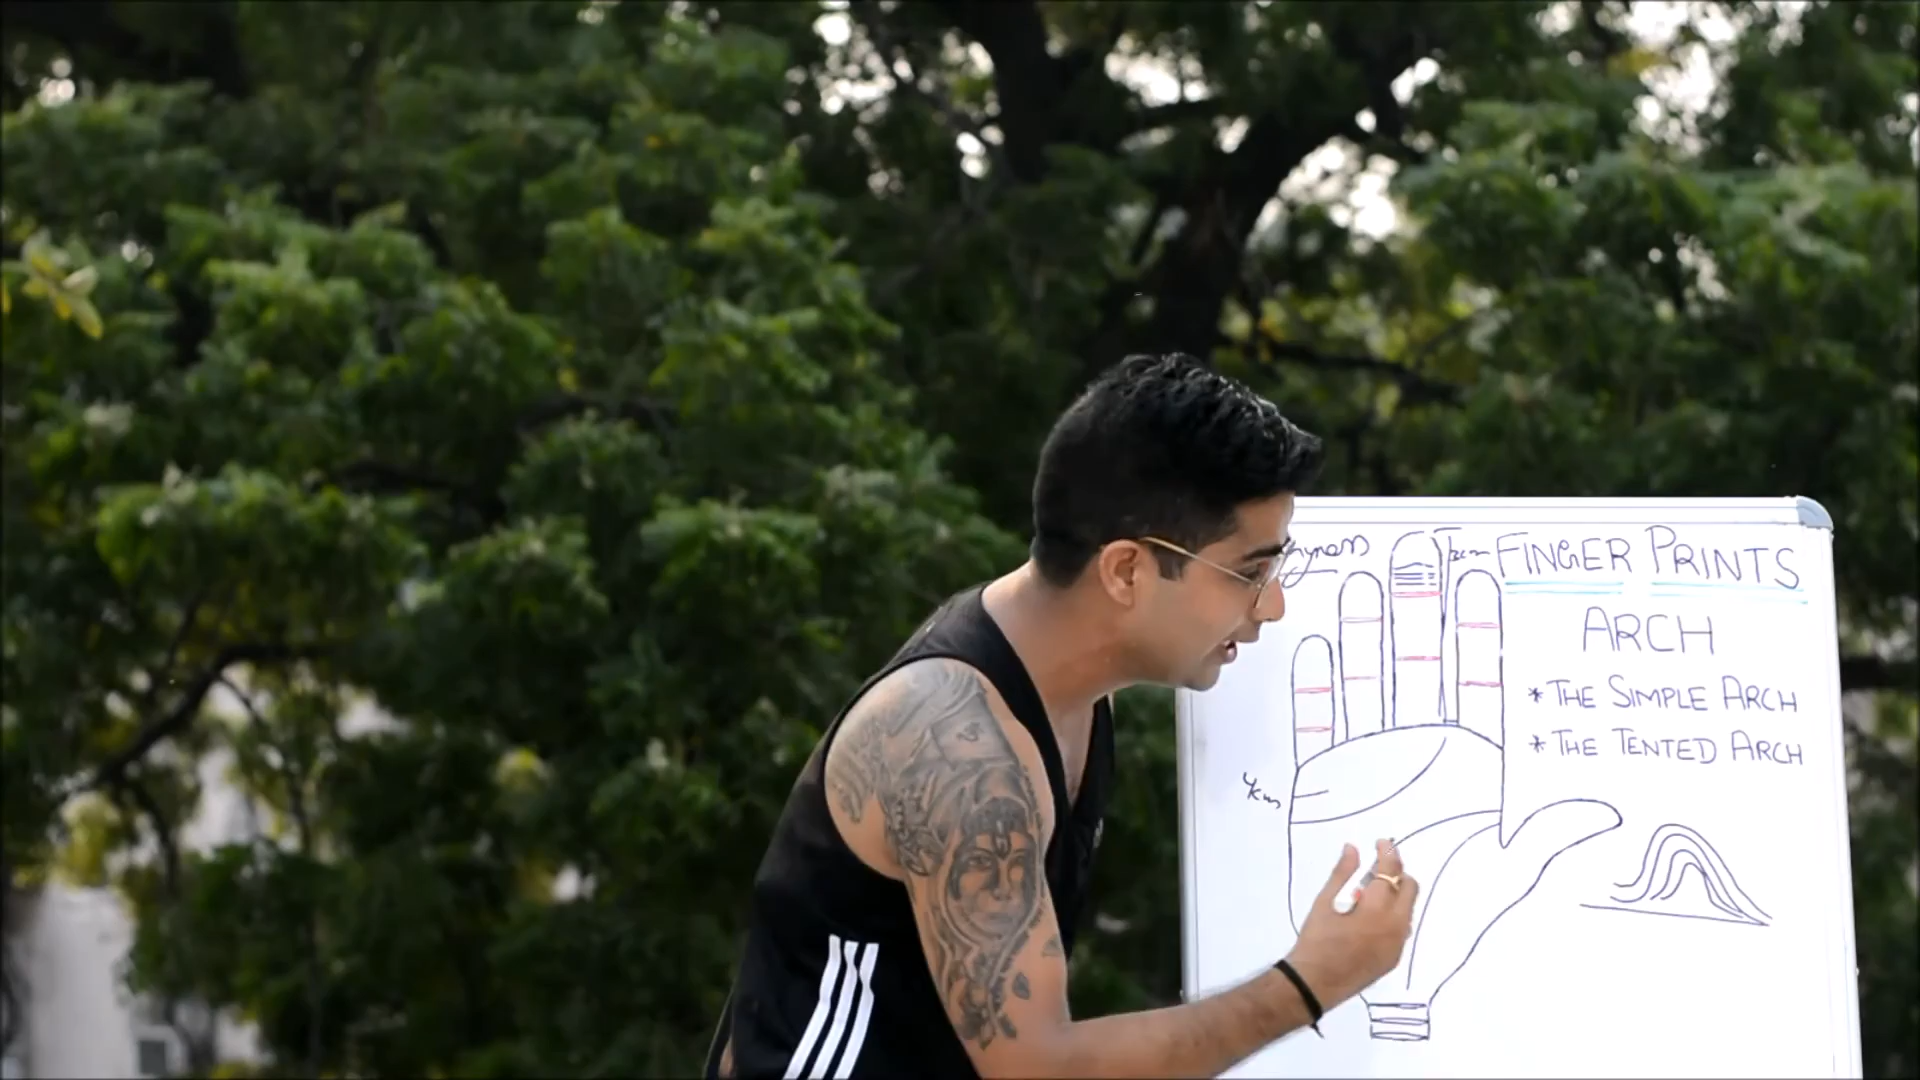 FINGER PRINTS
ARCH
* THE SIMPLE ARCH
* THE TENTED ARCH